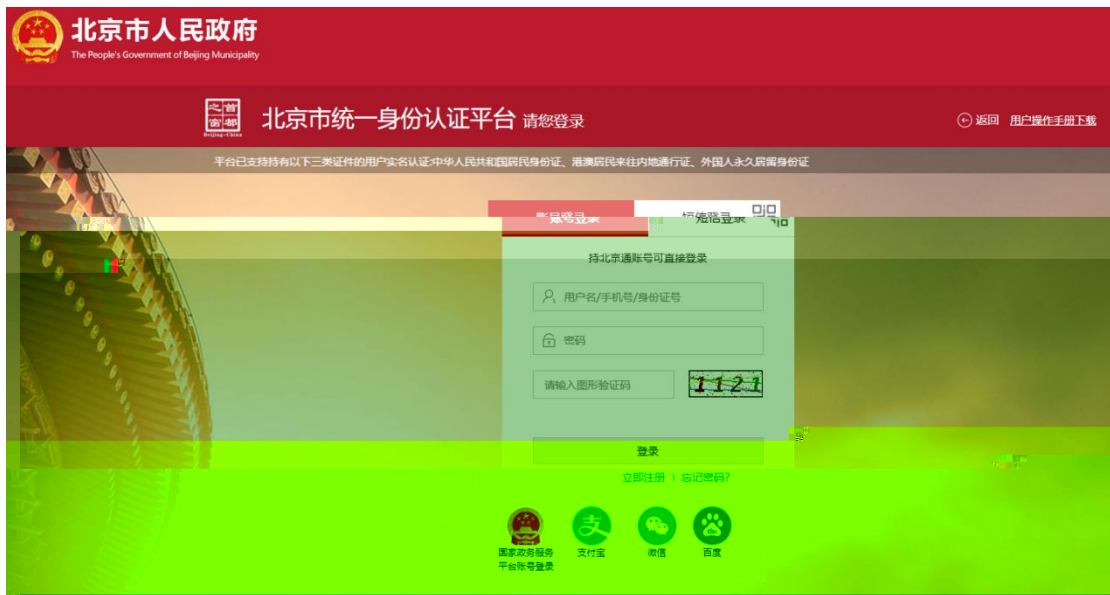 北京市人民政府
The People's Government of Beijing Municipality
首都之窗
Beijing-China
北京市统一身份认证平台 请您登录
返回 用户操作手册下载
平台已支持持有以下三类证件的用户实名认证:中华人民共和国居民身份证、港澳居民来往内地通行证、外国人永久居留身份证
账号登录 短信登录
持北京通账号可直接登录
用户名/手机号/身份证号
密码
请输入图形验证码 1121
登录
立即注册 | 忘记密码?
国家政务服务 支付宝 微信 百度
平台账号登录